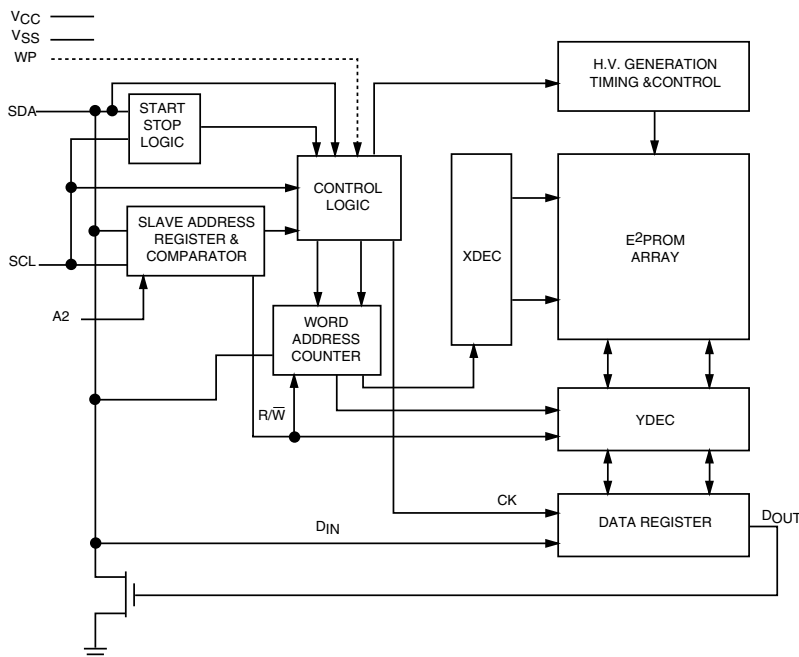 VCC
VSS
WP
SDA
START
STOP
LOGIC
H.V. GENERATION
TIMING &CONTROL
CONTROL
LOGIC
SLAVE ADDRESS
REGISTER &
COMPARATOR
SCL
XDEC
E²PROM
ARRAY
A2
WORD
ADDRESS
COUNTER
R/W̅
YDEC
CK
DIN
DATA REGISTER
DOUT